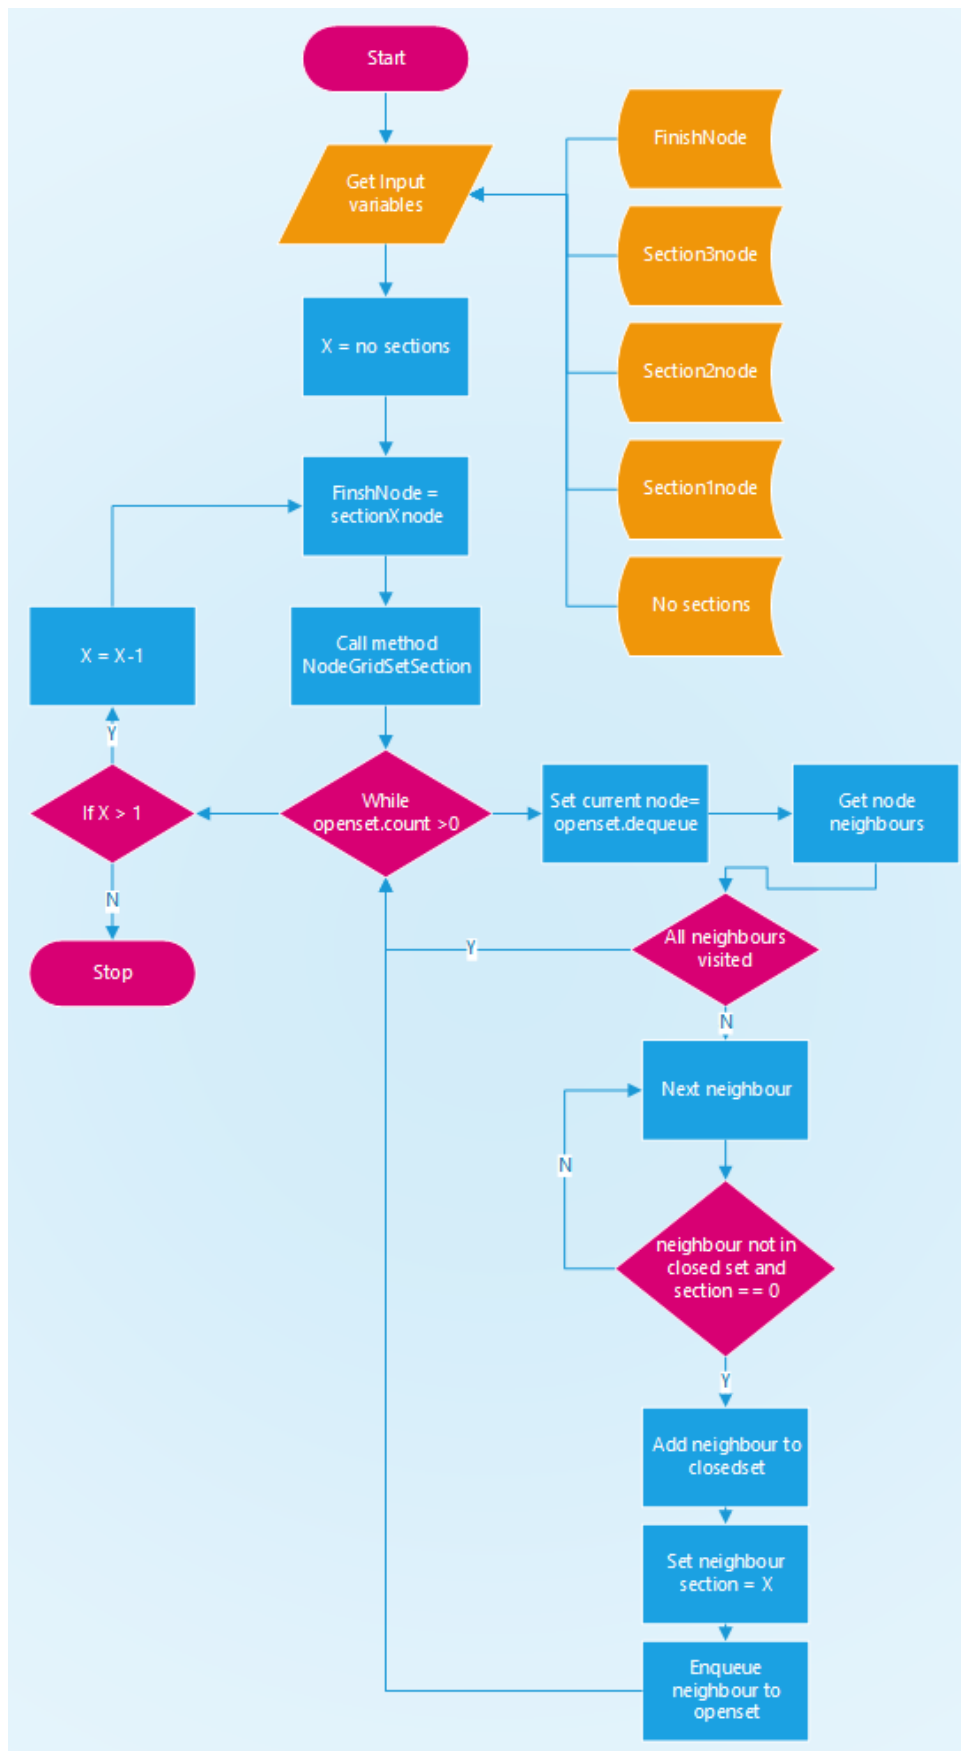 Start
Get Input
variables
FinishNode
Section3node
Section2node
Section1node
No sections
X = no sections
FinshNode =
sectionXnode
Call method
NodeGridSetSection
X = X-1
Y
If X > 1
N
Stop
While
openset.count >0
Set current node=
openset.dequeue
Get node
neighbours
All neighbours
visited
Y
N
Next neighbour
N
neighbour not in
closed set and
section == 0
Y
Add neighbour to
closedset
Set neighbour
section = X
Enqueue
neighbour to
openset